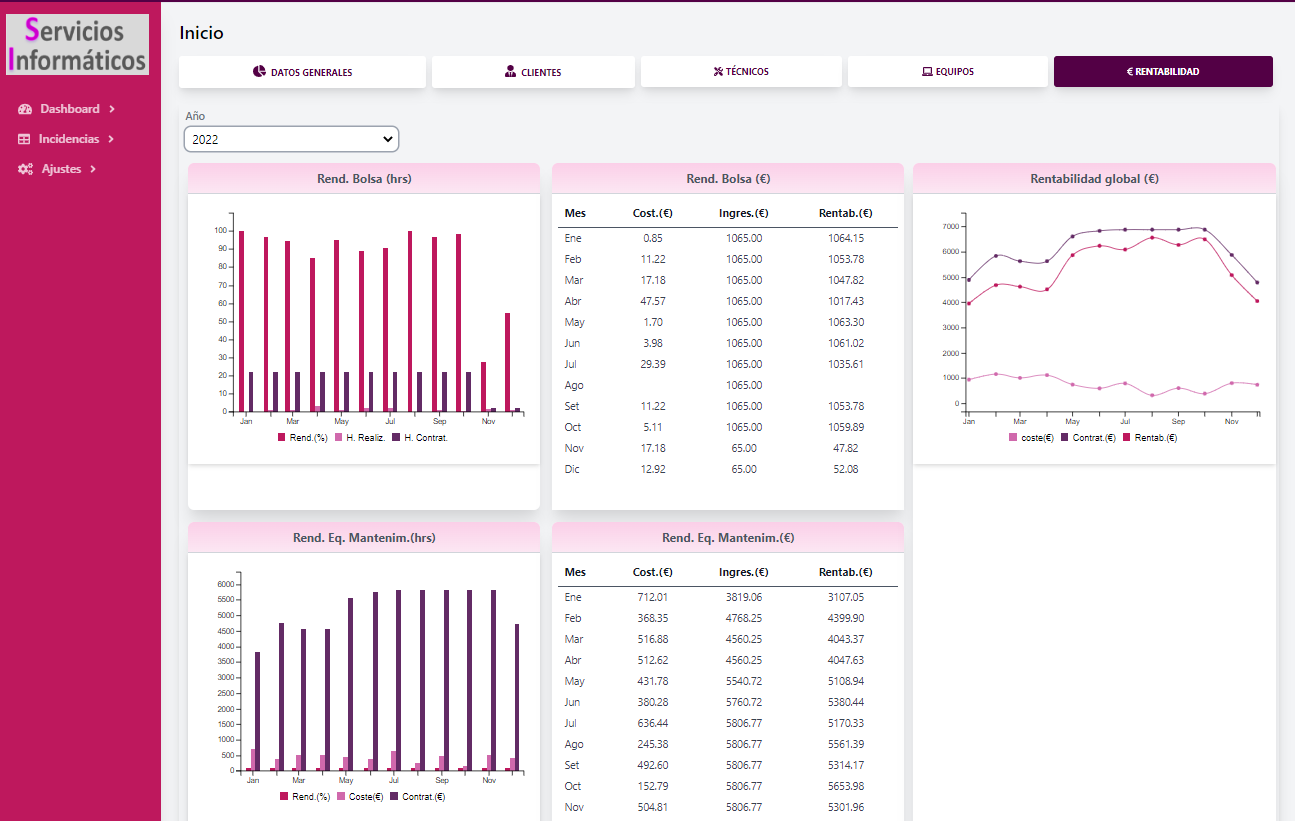 Servicios
Informáticos
Dashboard
Incidencias
Ajustes
Inicio
DATOS GENERALES
CLIENTES
TÉCNICOS
EQUIPOS
€ RENTABILIDAD
Año
2022
Rend. Bolsa (hrs)
100
90
80
70
60
50
40
30
20
10
0
Jan Mar May Jul Sep Nov
Rend.(%) H. Realiz. H. Contrat.
Rend. Bolsa (€)
Mes Cost.(€) Ingres.(€) Rentab.(€)
Ene 0.85 1065.00 1064.15
Feb 11.22 1065.00 1053.78
Mar 17.18 1065.00 1047.82
Abr 47.57 1065.00 1017.43
May 1.70 1065.00 1063.30
Jun 3.98 1065.00 1061.02
Jul 29.39 1065.00 1035.61
Ago 1065.00
Set 11.22 1065.00 1053.78
Oct 5.11 1065.00 1059.89
Nov 17.18 65.00 47.82
Dic 12.92 65.00 52.08
Rentabilidad global (€)
7000
6000
5000
4000
3000
2000
1000
0
Jan Mar May Jul Sep Nov
coste(€) Contrat.(€) Rentab.(€)
Rend. Eq. Mantenim.(hrs)
6000
5500
5000
4500
4000
3500
3000
2500
2000
1500
1000
500
0
Jan Mar May Jul Sep Nov
Rend.(%) Coste(€) Contrat.(€)
Rend. Eq. Mantenim.(€)
Mes Cost.(€) Ingres.(€) Rentab.(€)
Ene 712.01 3819.06 3107.05
Feb 368.35 4768.25 4399.90
Mar 516.88 4560.25 4043.37
Abr 512.62 4560.25 4047.63
May 431.78 5540.72 5108.94
Jun 380.28 5760.72 5380.44
Jul 636.44 5806.77 5170.33
Ago 245.38 5806.77 5561.39
Set 492.60 5806.77 5314.17
Oct 152.79 5806.77 5653.98
Nov 504.81 5806.77 5301.96